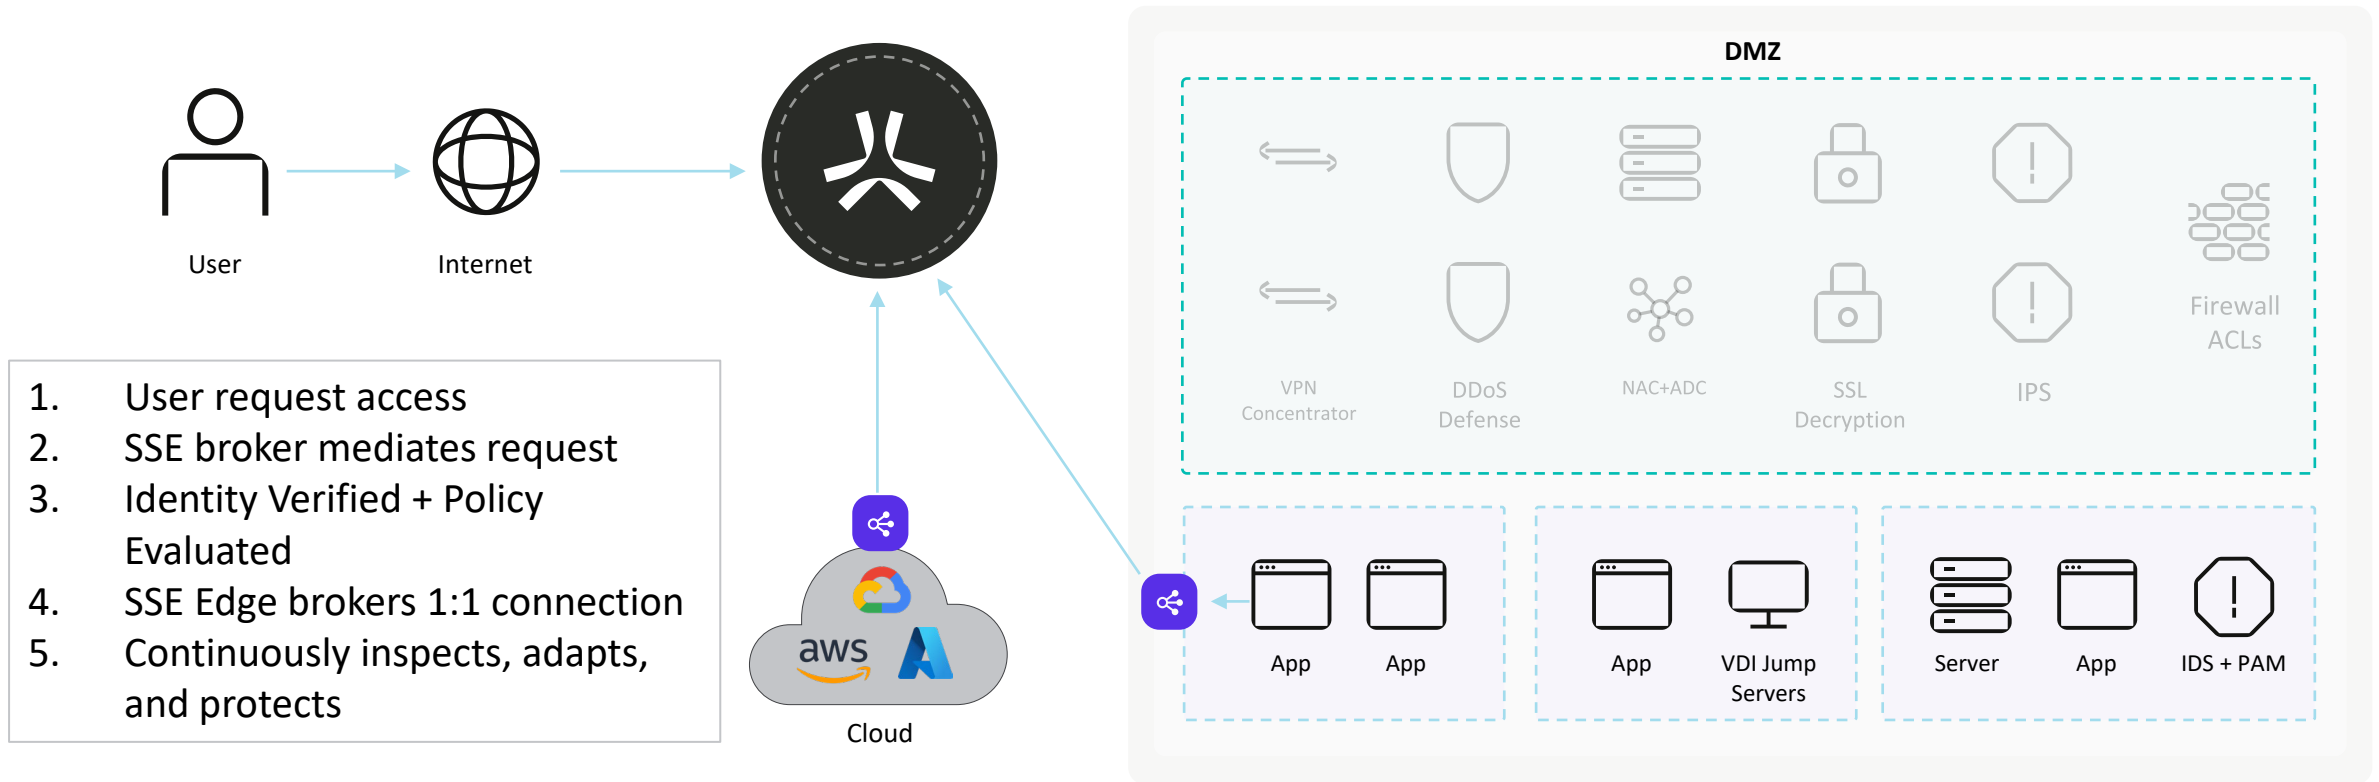 DMZ
User
Internet
VPN
Concentrator
DDoS
Defense
NAC+ADC
SSL
Decryption
IPS
Firewall
ACLs
1. User request access
2. SSE broker mediates request
3. Identity Verified + Policy
Evaluated
4. SSE Edge brokers 1:1 connection
5. Continuously inspects, adapts,
and protects
aws
Cloud
App
App
App
VDI Jump
Servers
Server
App
IDS + PAM